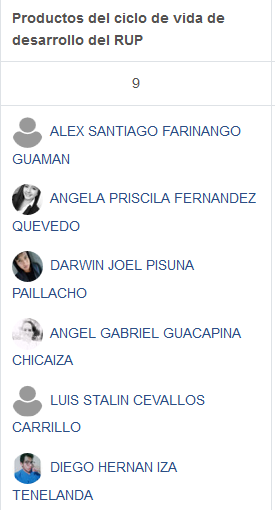 Productos del ciclo de vida de
desarrollo del RUP
9
ALEX SANTIAGO FARINANGO
GUAMAN
ANGELA PRISCILA FERNANDEZ
QUEVEDO
DARWIN JOEL PISUNA
PAILLACHO
ANGEL GABRIEL GUACAPINA
CHICAIZA
LUIS STALIN CEVALLOS
CARRILLO
DIEGO HERNAN IZA
TENELANDA